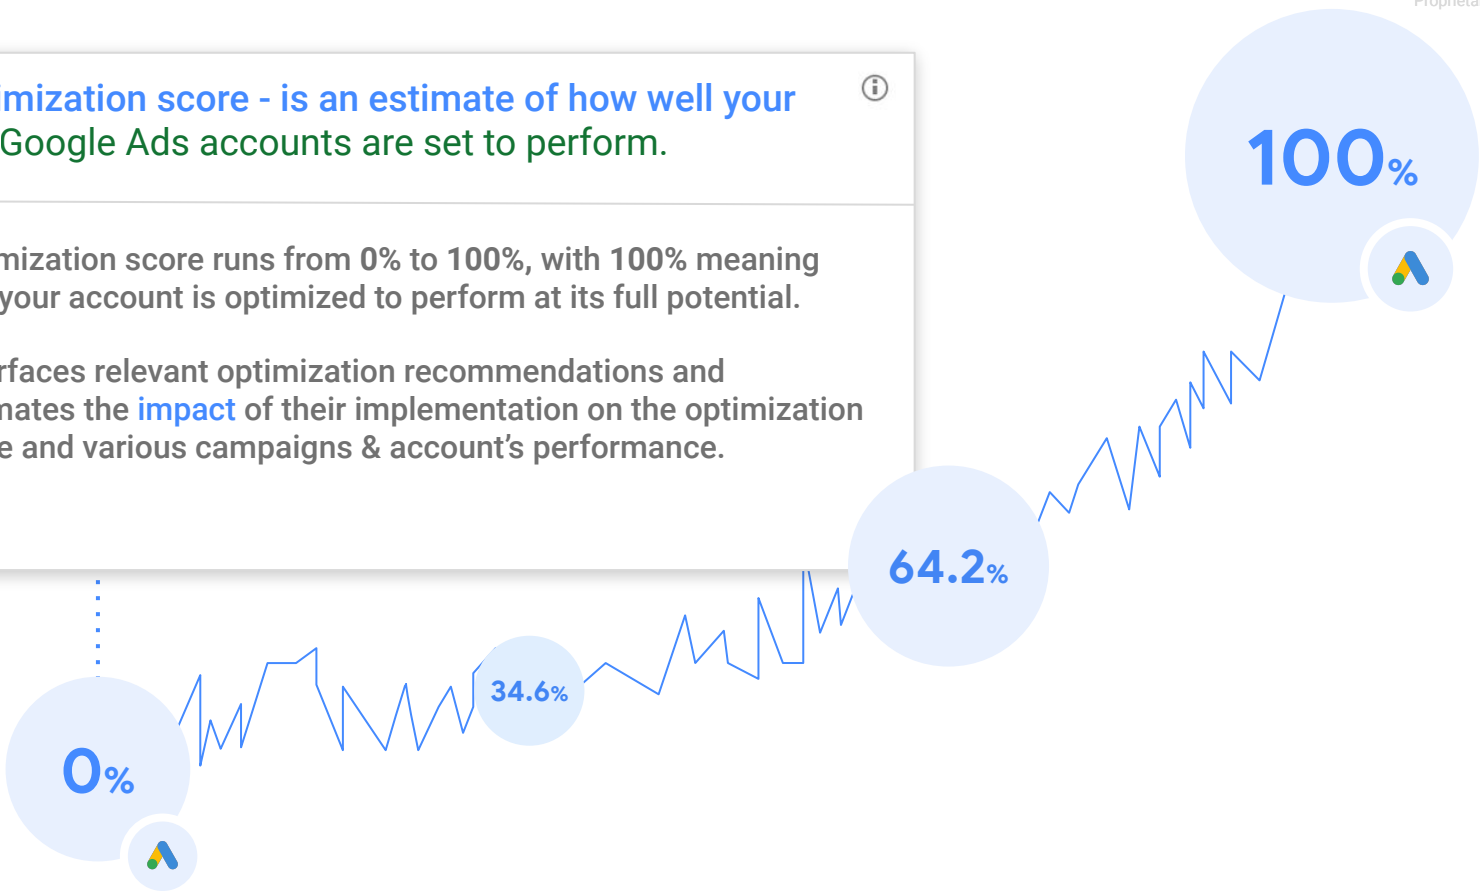 Proprieta
imization score - is an estimate of how well your
Google Ads accounts are set to perform.
mization score runs from 0% to 100%, with 100% meaning
your account is optimized to perform at its full potential.
rfaces relevant optimization recommendations and
mates the impact of their implementation on the optimization
e and various campaigns & account's performance.
100%
64.2%
34.6%
0%